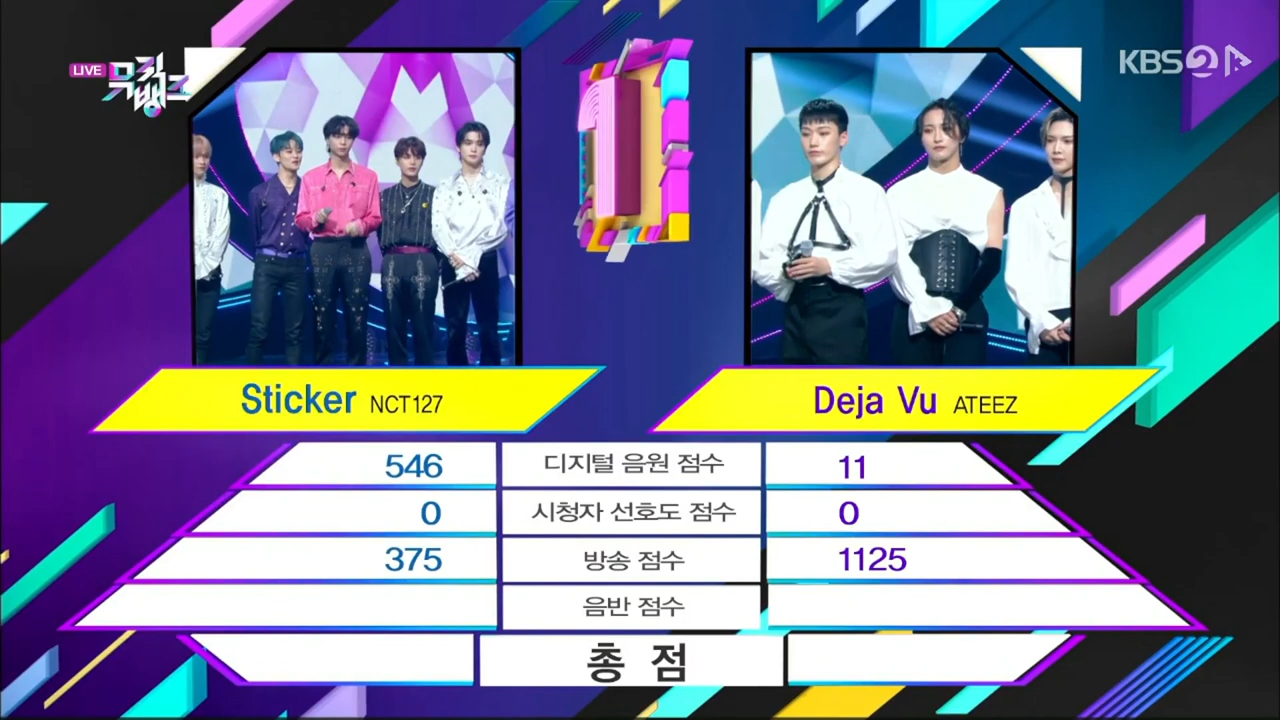 LIVE
뮤직
뱅크
KBS2
1
Sticker NCT127
Deja Vu ATEEZ
546 디지털 음원 점수 11
0 시청자 선호도 점수 0
375 방송 점수 1125
음반 점수
총 점